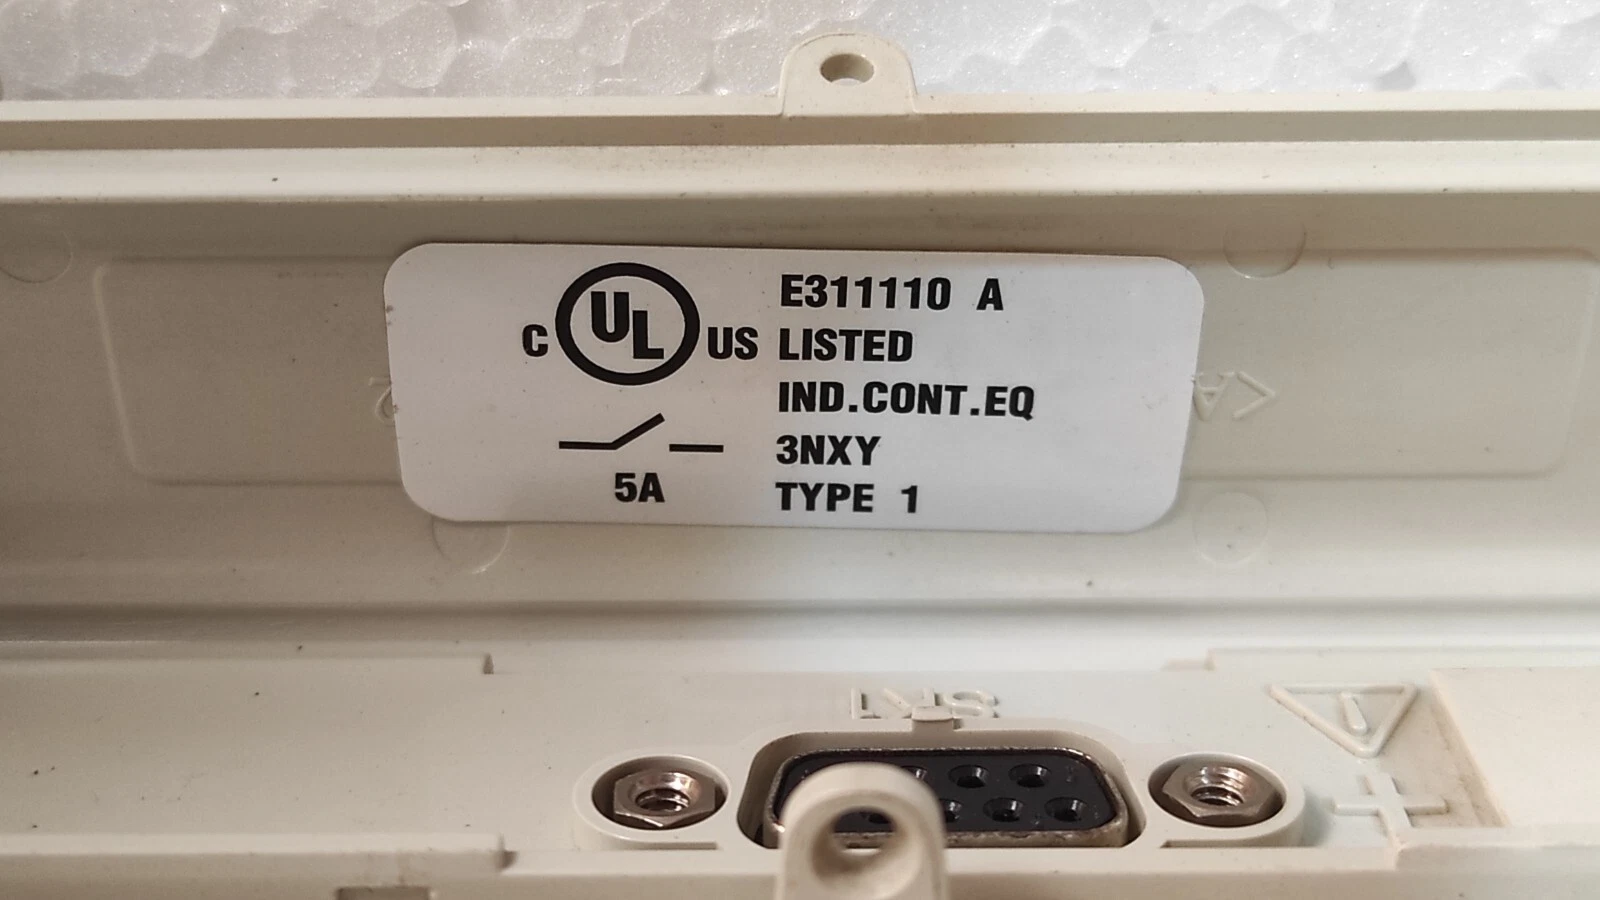 C UL US
E311110 A
LISTED
IND.CONT.EQ
3NXY
TYPE 1
5A